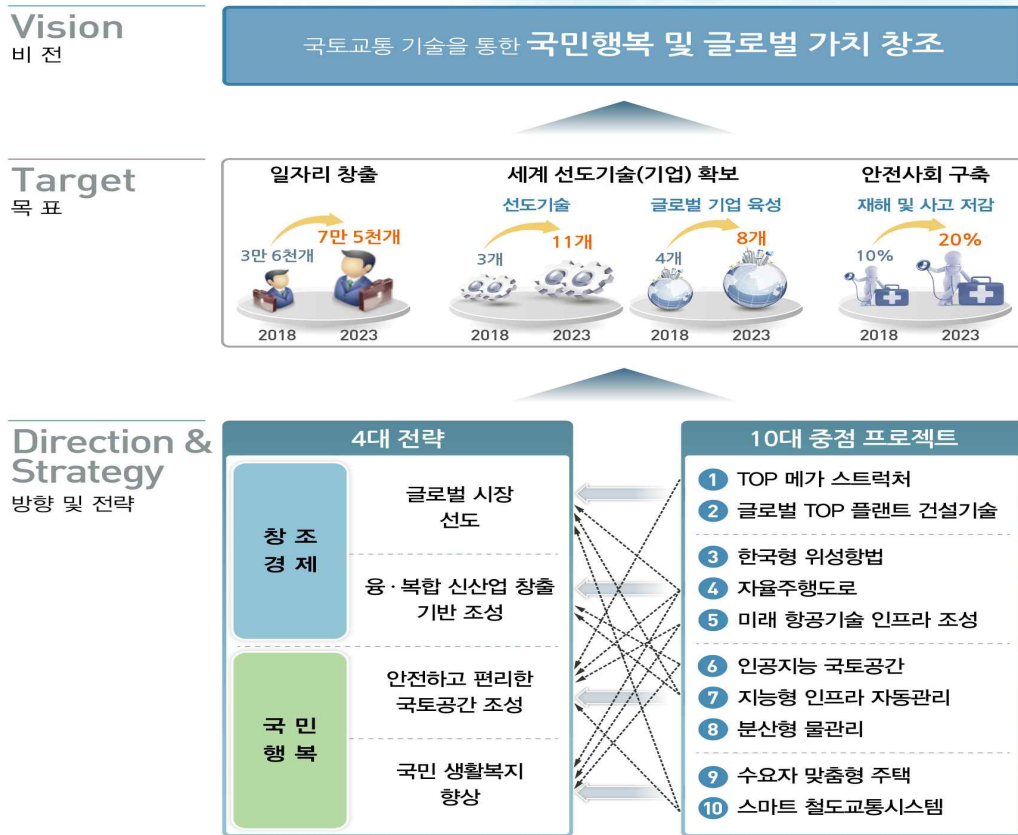 Vision
비 전
국토교통 기술을 통한 국민행복 및 글로벌 가치 창조
Target
목 표
일자리 창출
3만 6천개
7만 5천개
2018 2023
세계 선도기술(기업) 확보
선도기술
3개
11개
2018 2023
글로벌 기업 육성
4개
8개
2018 2023
안전사회 구축
재해 및 사고 저감
10%
20%
2018 2023
Direction &
Strategy
방향 및 전략
4대 전략
창 조
경 제
글로벌 시장
선도
융·복합 신산업 창출
기반 조성
국 민
행 복
안전하고 편리한
국토공간 조성
국민 생활복지
향상
10대 중점 프로젝트
1 TOP 메가 스트럭처
2 글로벌 TOP 플랜트 건설기술
3 한국형 위성항법
4 자율주행도로
5 미래 항공기술 인프라 조성
6 인공지능 국토공간
7 지능형 인프라 자동관리
8 분산형 물관리
9 수요자 맞춤형 주택
10 스마트 철도교통시스템